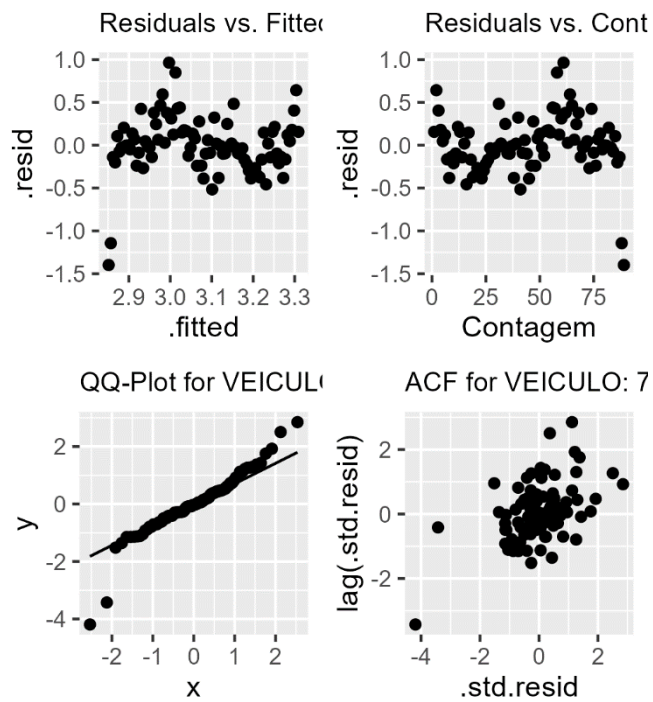 Residuals vs. Fitte
Residuals vs. Cont
.resid
1.0
0.5
0.0
-0.5
-1.0
-1.5
2.9 3.0 3.1 3.2 3.3
.fitted
.resid
1.0
0.5
0.0
-0.5
-1.0
-1.5
0 25 50 75
Contagem
QQ-Plot for VEICUL
ACF for VEICULO: 7
y
2
0
-2
-4
-2 -1 0 1 2
x
lag(.std.resid)
2
0
-2
-4 -2 0 2
.std.resid